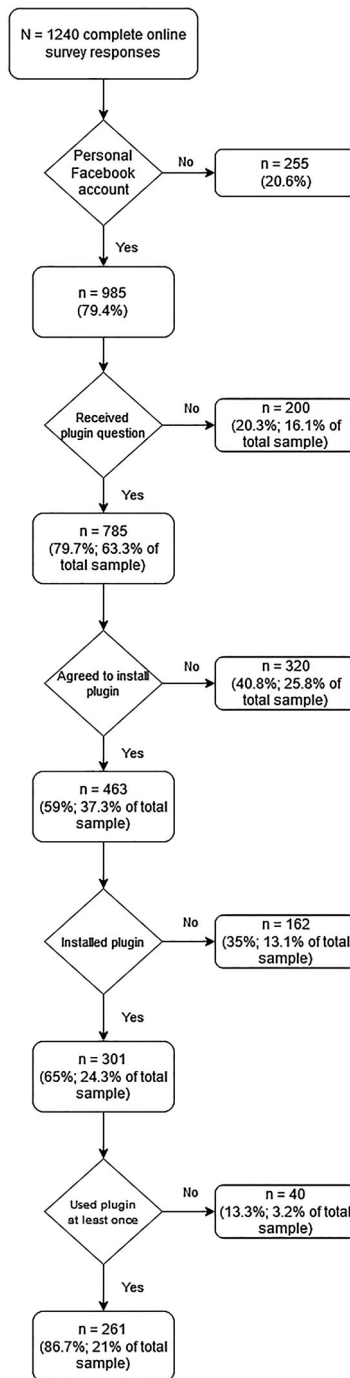 N = 1240 complete online
survey responses
Personal
Facebook
account
No
n = 255
(20.6%)
Yes
n = 985
(79.4%)
Received
plugin question
No
n = 200
(20.3%; 16.1% of
total sample)
Yes
n = 785
(79.7%; 63.3% of
total sample)
Agreed to install
plugin
No
n = 320
(40.8%; 25.8% of
total sample)
Yes
n = 463
(59%; 37.3% of total
sample)
Installed plugin
No
n = 162
(35%; 13.1% of total
sample)
Yes
n = 301
(65%; 24.3% of total
sample)
Used plugin
at least once
No
n = 40
(13.3%; 3.2% of total
sample)
Yes
n = 261
(86.7%; 21% of total
sample)